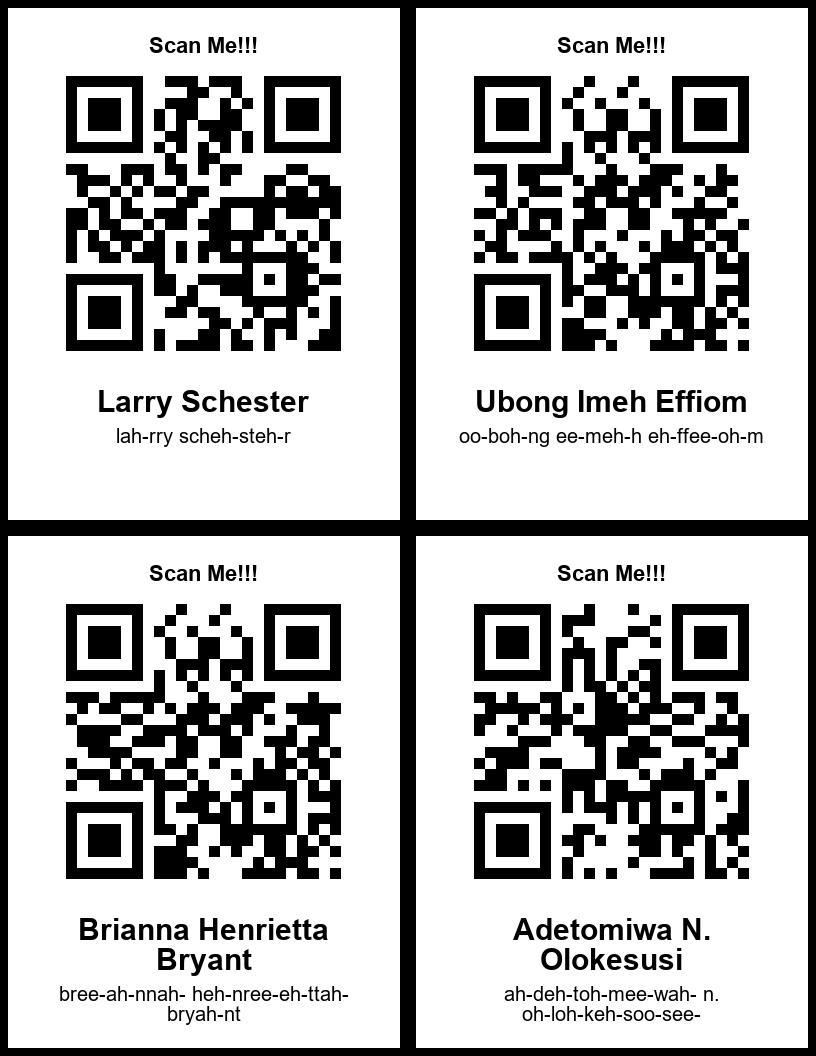 Scan Me!!!
Larry Schester
lah-rry scheh-steh-r
Scan Me!!!
Ubong Imeh Effiom
oo-boh-ng ee-meh-h eh-ffee-oh-m
Scan Me!!!
Brianna Henrietta
Bryant
bree-ah-nnah- heh-nree-eh-ttah-
bryah-nt
Scan Me!!!
Adetomiwa N.
Olokesusi
ah-deh-toh-mee-wah- n.
oh-loh-keh-soo-see-